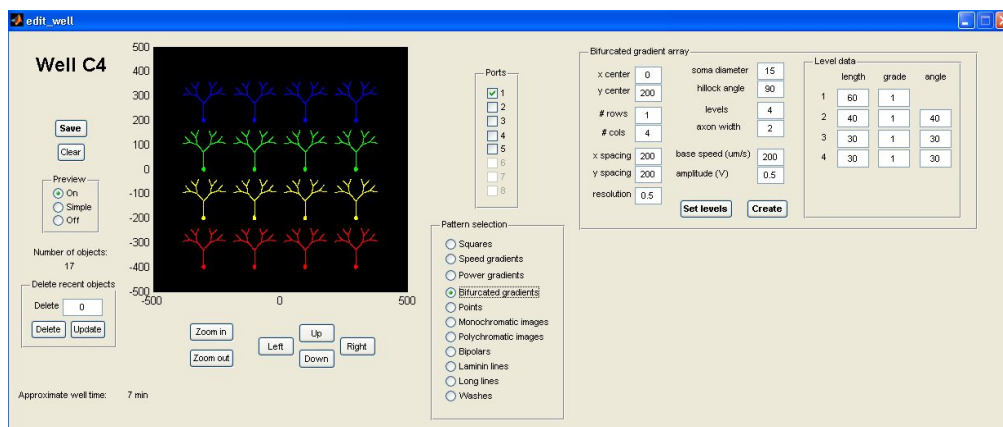 edit_well
Well C4
Save
Clear
Preview
On
Simple
Off
Number of objects:
17
Delete recent objects
Delete 0
Delete Update
Approximate well time: 7 min
500
400
300
200
100
0
-100
-200
-300
-400
-500
-500 0 500
Zoom in
Zoom out
Left
Up
Down
Right
Ports
1
2
3
4
5
6
7
8
Pattern selection
Squares
Speed gradients
Power gradients
Bifurcated gradients
Points
Monochromatic images
Polychromatic images
Bipolars
Laminin lines
Long lines
Washes
Bifurcated gradient array
x center 0
y center 200
# rows 1
# cols 4
x spacing 200
y spacing 200
resolution 0.5
soma diameter 15
hillock angle 90
levels 4
axon width 2
base speed (um/s) 200
amplitude (V) 0.5
Set levels Create
Level data
length grade angle
1 60 1
2 40 1 40
3 30 1 30
4 30 1 30